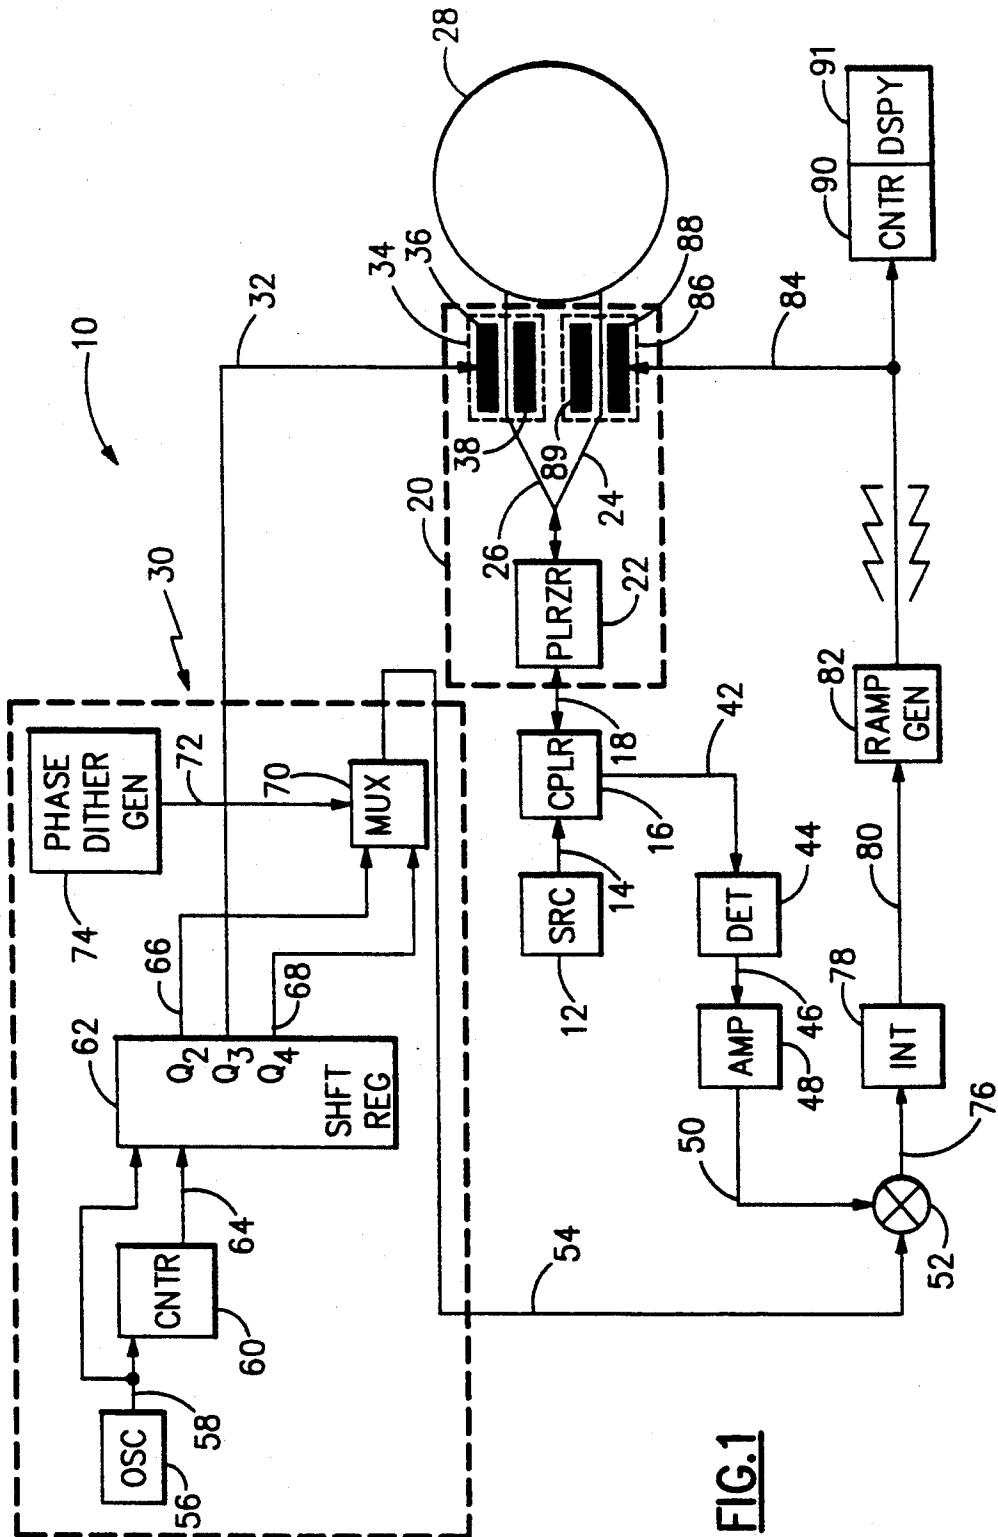 10
30
32
28
PHASE
DITHER
GEN
74
72
70
MUX
62
66
68
Q2
Q3
Q4
SHFT
REG
64
CNTR
60
OSC
58
56
54
20
34
36
38
26
89
24
PLRZR
22
88
86
84
CPLR
18
16
14
SRC
12
42
44
DET
46
AMP
48
50
52
76
78
INT
80
82
RAMP
GEN
90
91
CNTR
DSPY
FIG.1